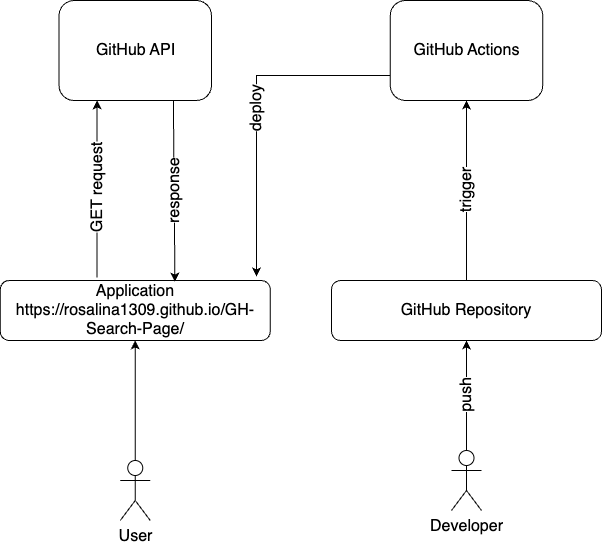 GitHub API
GitHub Actions
deploy
GET request
response
trigger
Application
https://rosalina1309.github.io/GH-
Search-Page/
GitHub Repository
push
User
Developer